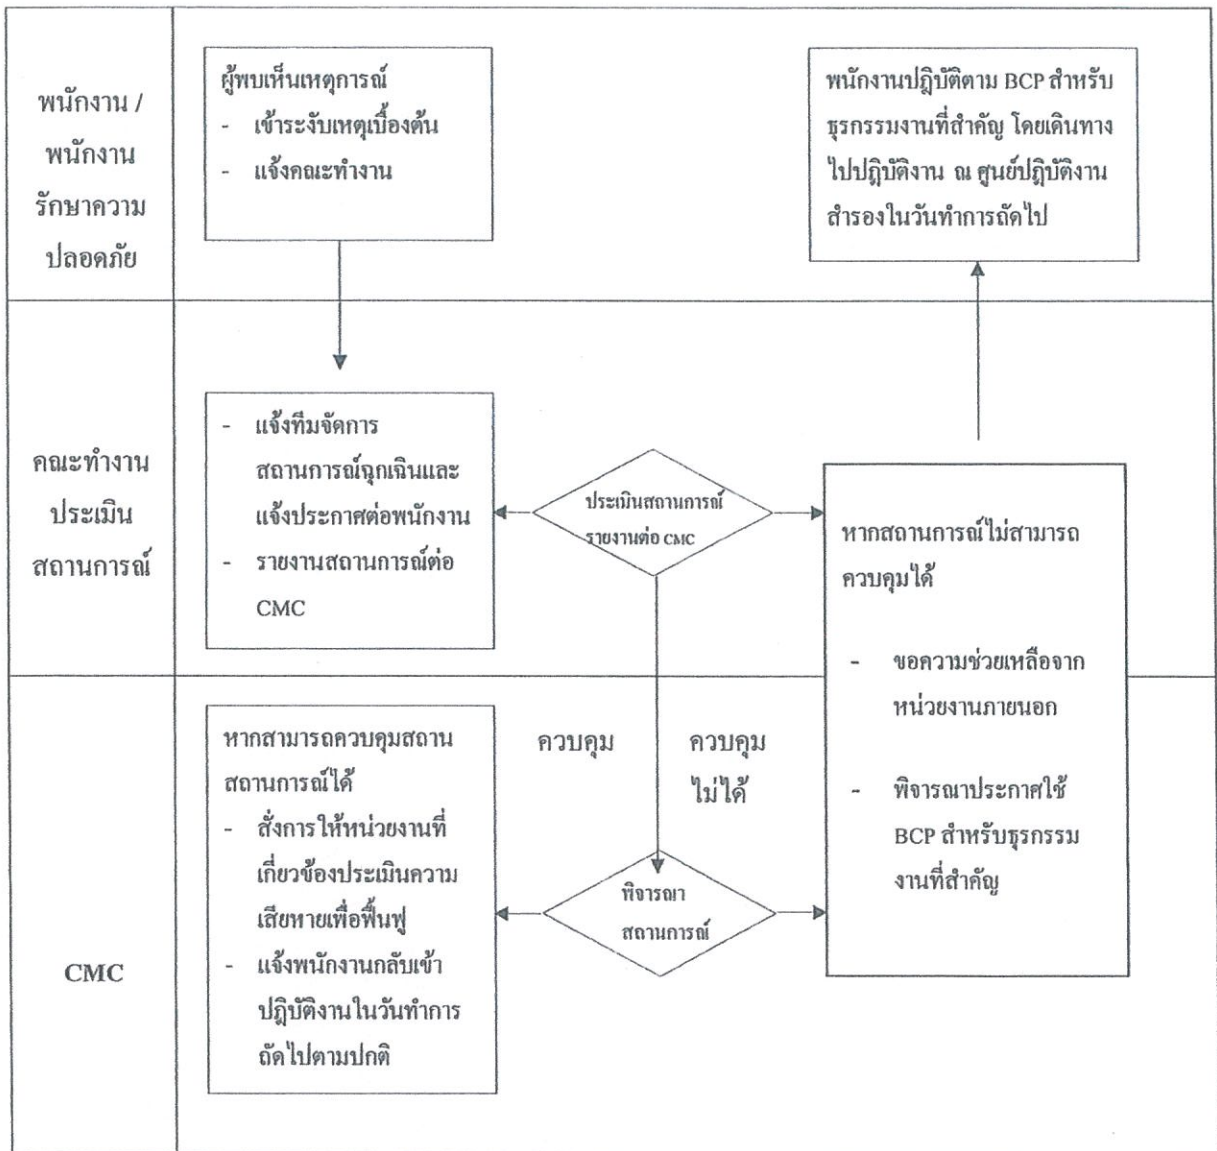 พนักงาน /
พนักงาน
รักษาความ
ปลอดภัย
ผู้พบเห็นเหตุการณ์
- เข้าระงับเหตุเบื้องต้น
- แจ้งคณะทำงาน
พนักงานปฏิบัติตาม BCP สำหรับ
ธุรกรรมงานที่สำคัญ โดยเดินทาง
ไปปฏิบัติงาน ณ ศูนย์ปฏิบัติงาน
สำรองในวันทำการถัดไป
คณะทำงาน
ประเมิน
สถานการณ์
- แจ้งทีมจัดการ
สถานการณ์ฉุกเฉินและ
แจ้งประกาศต่อพนักงาน
- รายงานสถานการณ์ต่อ
CMC
ประเมินสถานการณ์
รายงานต่อ CMC
หากสถานการณ์ไม่สามารถ
ควบคุมได้
- ขอความช่วยเหลือจาก
หน่วยงานภายนอก
- พิจารณาประกาศใช้
BCP สำหรับธุรกรรม
งานที่สำคัญ
CMC
หากสามารถควบคุมสถาน
สถานการณ์ได้
- สั่งการให้หน่วยงานที่
เกี่ยวข้องประเมินความ
เสียหายเพื่อฟื้นฟู
- แจ้งพนักงานกลับเข้า
ปฏิบัติงานในวันทำการ
ถัดไปตามปกติ
ควบคุม
ควบคุม
ไม่ได้
พิจารณา
สถานการณ์